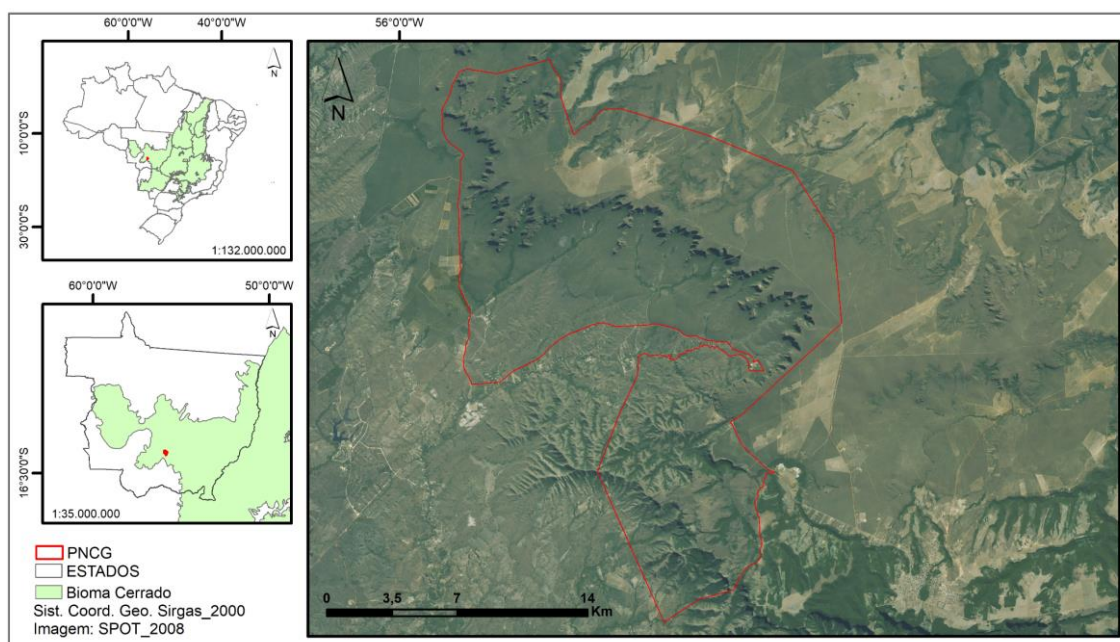 60°0'0"W 40°0'0"W
56°0'0"W
N
10°0'0"S
30°0'0"S
1:132.000.000
60°0'0"W 50°0'0"W
N
16°30'0"S
1:35.000.000
PNCG
ESTADOS
Bioma Cerrado
Sist. Coord. Geo. Sirgas_2000
Imagem: SPOT_2008
N
0 3,5 7 14
Km